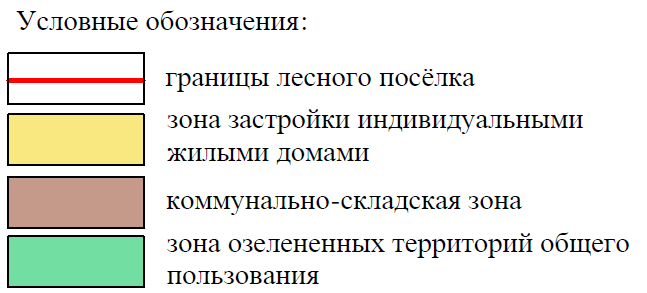 Условные обозначения:
границы лесного посёлка
зона застройки индивидуальными
жилыми домами
коммунально-складская зона
зона озелененных территорий общего
пользования